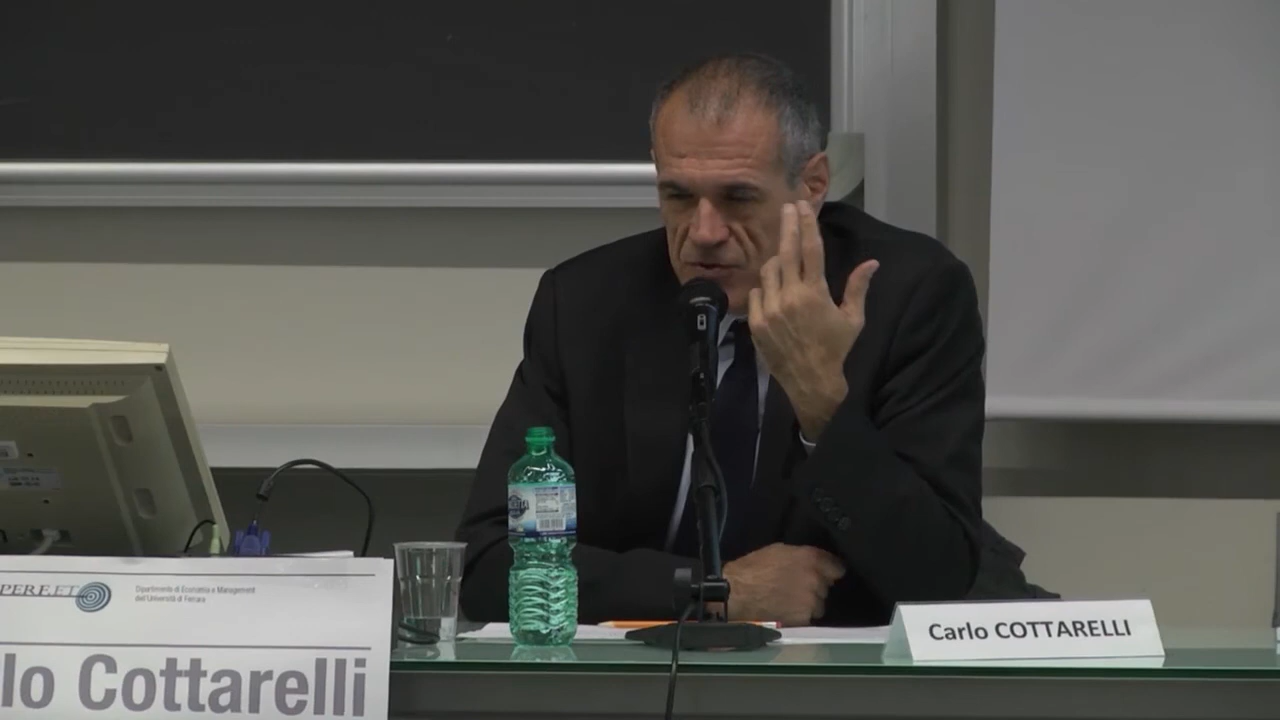 PERE.ET
Dipartimento di Economia e Management
dell'Università di Ferrara
lo Cottarelli
Carlo COTTARELLI